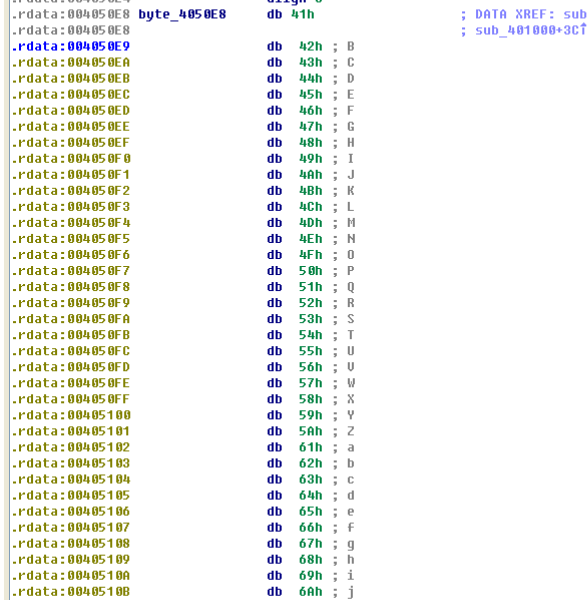 .rdata:004050E8 byte_4050E8 db 41h ; DATA XREF: sub
.rdata:004050E8 ; sub_401000+3C↑
.rdata:004050E9 db 42h ; B
.rdata:004050EA db 43h ; C
.rdata:004050EB db 44h ; D
.rdata:004050EC db 45h ; E
.rdata:004050ED db 46h ; F
.rdata:004050EE db 47h ; G
.rdata:004050EF db 48h ; H
.rdata:004050F0 db 49h ; I
.rdata:004050F1 db 4Ah ; J
.rdata:004050F2 db 4Bh ; K
.rdata:004050F3 db 4Ch ; L
.rdata:004050F4 db 4Dh ; M
.rdata:004050F5 db 4Eh ; N
.rdata:004050F6 db 4Fh ; O
.rdata:004050F7 db 50h ; P
.rdata:004050F8 db 51h ; Q
.rdata:004050F9 db 52h ; R
.rdata:004050FA db 53h ; S
.rdata:004050FB db 54h ; T
.rdata:004050FC db 55h ; U
.rdata:004050FD db 56h ; V
.rdata:004050FE db 57h ; W
.rdata:004050FF db 58h ; X
.rdata:00405100 db 59h ; Y
.rdata:00405101 db 5Ah ; Z
.rdata:00405102 db 61h ; a
.rdata:00405103 db 62h ; b
.rdata:00405104 db 63h ; c
.rdata:00405105 db 64h ; d
.rdata:00405106 db 65h ; e
.rdata:00405107 db 66h ; f
.rdata:00405108 db 67h ; g
.rdata:00405109 db 68h ; h
.rdata:0040510A db 69h ; i
.rdata:0040510B db 6Ah ; j